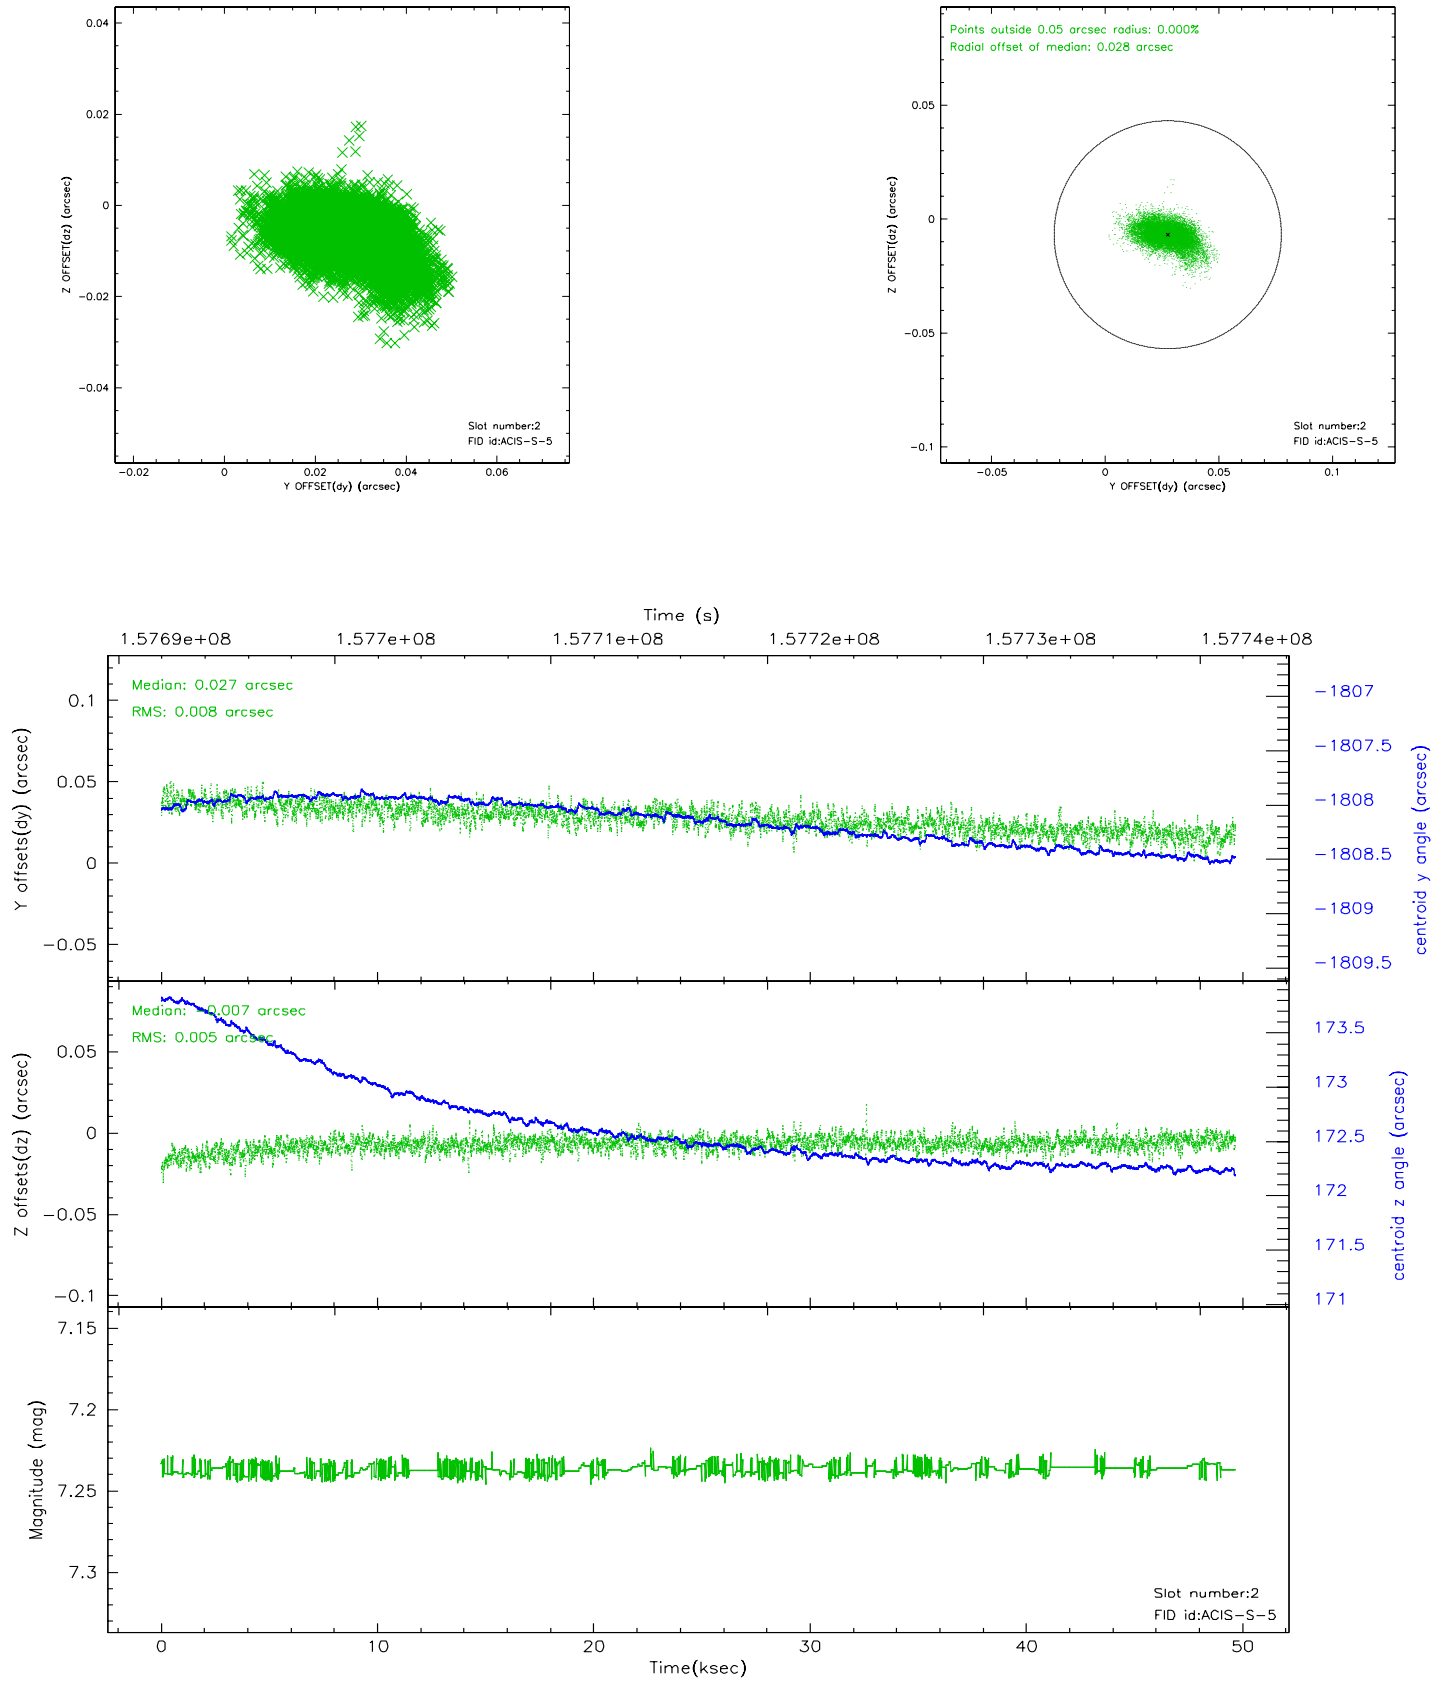 0.04
0.02
0
−0.02
−0.04
Z OFFSET(dz) (arcsec)
−0.02 0 0.02 0.04 0.06
Y OFFSET(dy) (arcsec)
Slot number:2
FID id:ACIS−S−5
Points outside 0.05 arcsec radius: 0.000%
Radial offset of median: 0.028 arcsec
0.05
0
−0.05
−0.1
Z OFFSET(dz) (arcsec)
−0.05 0 0.05 0.1
Y OFFSET(dy) (arcsec)
Slot number:2
FID id:ACIS−S−5
Time (s)
1.5769e+08 1.577e+08 1.5771e+08 1.5772e+08 1.5773e+08 1.5774e+08
Median: 0.027 arcsec
RMS: 0.008 arcsec
0.1
0.05
0
−0.05
Y offsets(dy) (arcsec)
−1807
−1807.5
−1808
−1808.5
−1809
−1809.5
centroid y angle (arcsec)
Median: −0.007 arcsec
RMS: 0.005 arcsec
0.05
0
−0.05
−0.1
Z offsets(dz) (arcsec)
173.5
173
172.5
172
171.5
171
centroid z angle (arcsec)
7.15
7.2
7.25
7.3
Magnitude (mag)
Slot number:2
FID id:ACIS−S−5
0 10 20 30 40 50
Time(ksec)